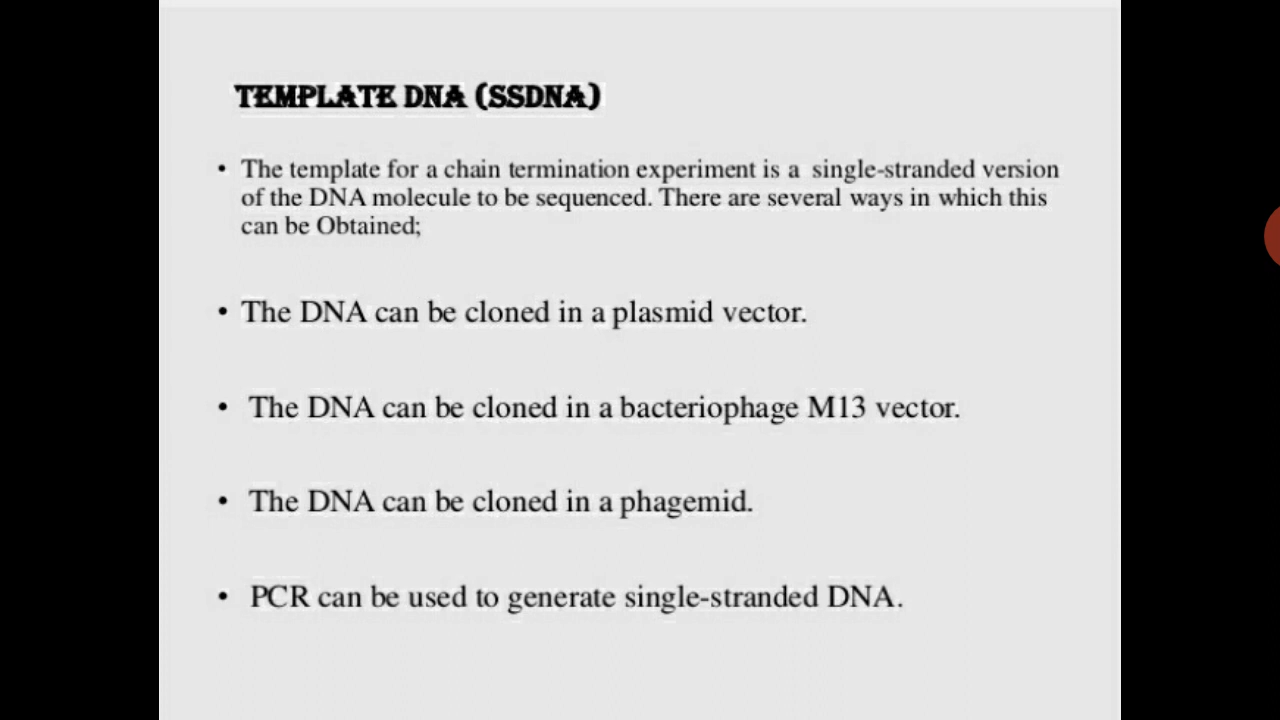 TEMPLATE DNA (SSDNA)
• The template for a chain termination experiment is a single-stranded version
of the DNA molecule to be sequenced. There are several ways in which this
can be Obtained;
• The DNA can be cloned in a plasmid vector.
• The DNA can be cloned in a bacteriophage M13 vector.
• The DNA can be cloned in a phagemid.
• PCR can be used to generate single-stranded DNA.